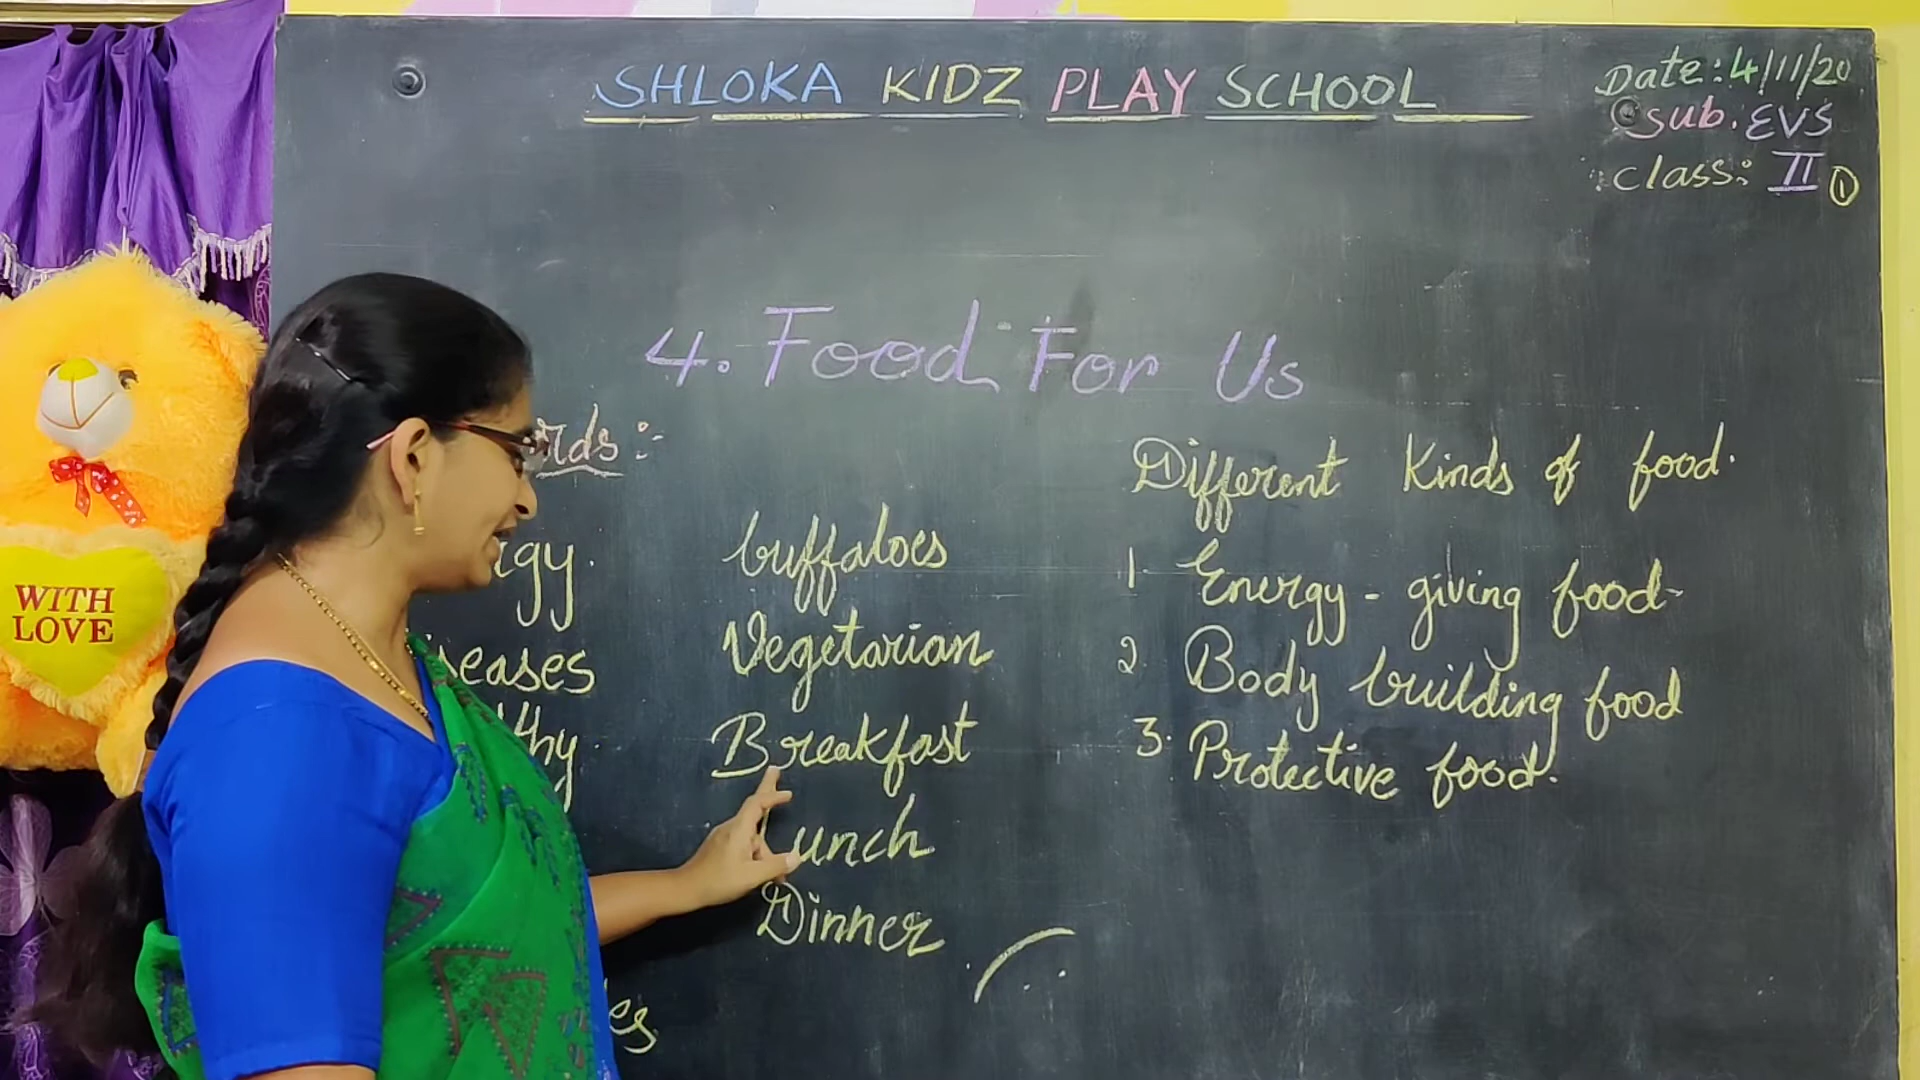 SHLOKA KIDZ PLAY SCHOOL
Date: 4/11/20
Sub: EVS
class: II ①
4. Food For Us
buffaloes
Vegetarian
Breakfast
Lunch
Dinner
Different Kinds of food.
1. Energy - giving food-
2. Body building food
3. Protective food.
WITH
LOVE